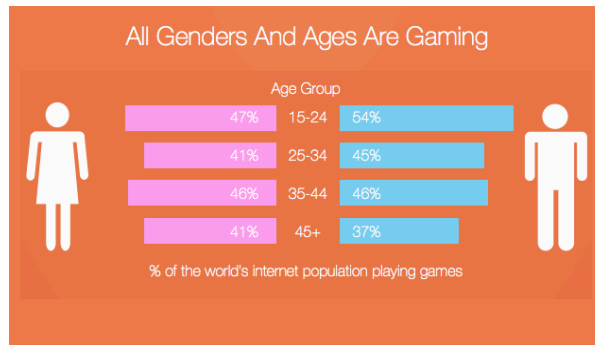 All Genders And Ages Are Gaming
Age Group
47% 15-24 54%
41% 25-34 45%
46% 35-44 46%
41% 45+ 37%
% of the world's internet population playing games